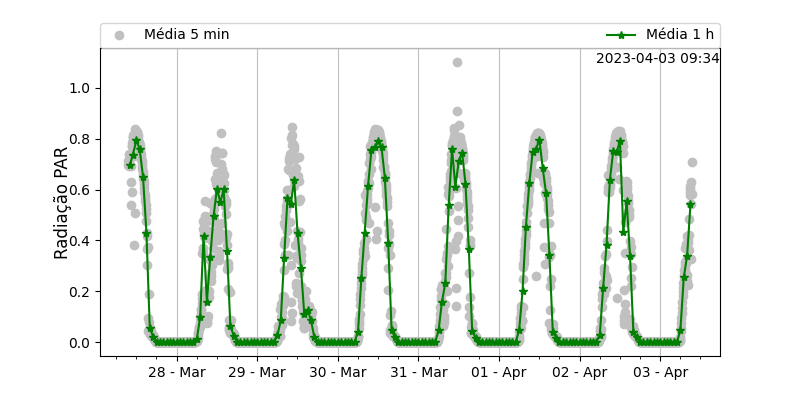 Média 5 min
Média 1 h
2023-04-03 09:34
Radiação PAR
1.0
0.8
0.6
0.4
0.2
0.0
28 - Mar
29 - Mar
30 - Mar
31 - Mar
01 - Apr
02 - Apr
03 - Apr